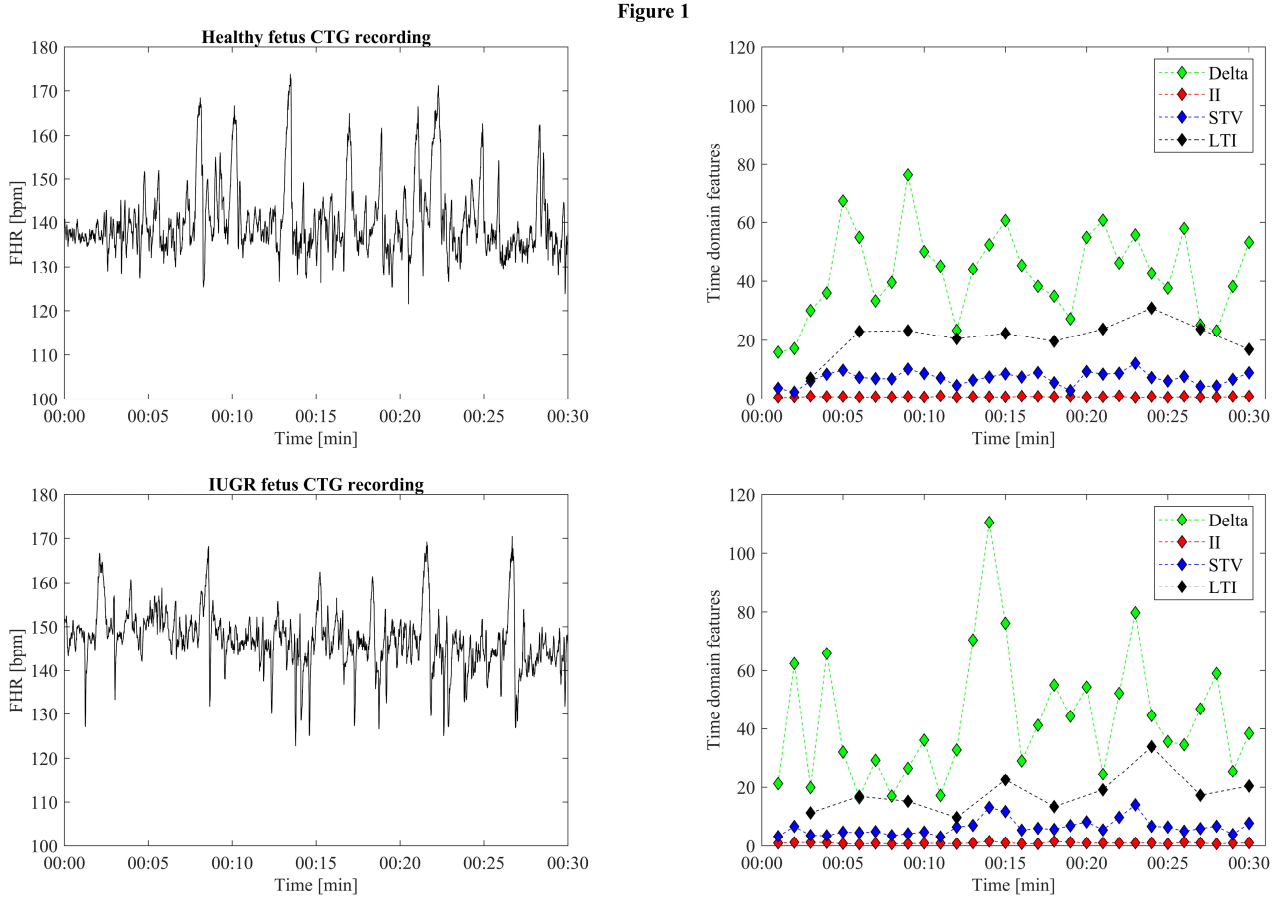 Figure 1
Healthy fetus CTG recording
FHR [bpm]
180
170
160
150
140
130
120
110
100
00:00 00:05 00:10 00:15 00:20 00:25 00:30
Time [min]
Time domain features
120
100
80
60
40
20
0
00:00 00:05 00:10 00:15 00:20 00:25 00:30
Time [min]
Delta
II
STV
LTI
IUGR fetus CTG recording
FHR [bpm]
180
170
160
150
140
130
120
110
100
00:00 00:05 00:10 00:15 00:20 00:25 00:30
Time [min]
Time domain features
120
100
80
60
40
20
0
00:00 00:05 00:10 00:15 00:20 00:25 00:30
Time [min]
Delta
II
STV
LTI